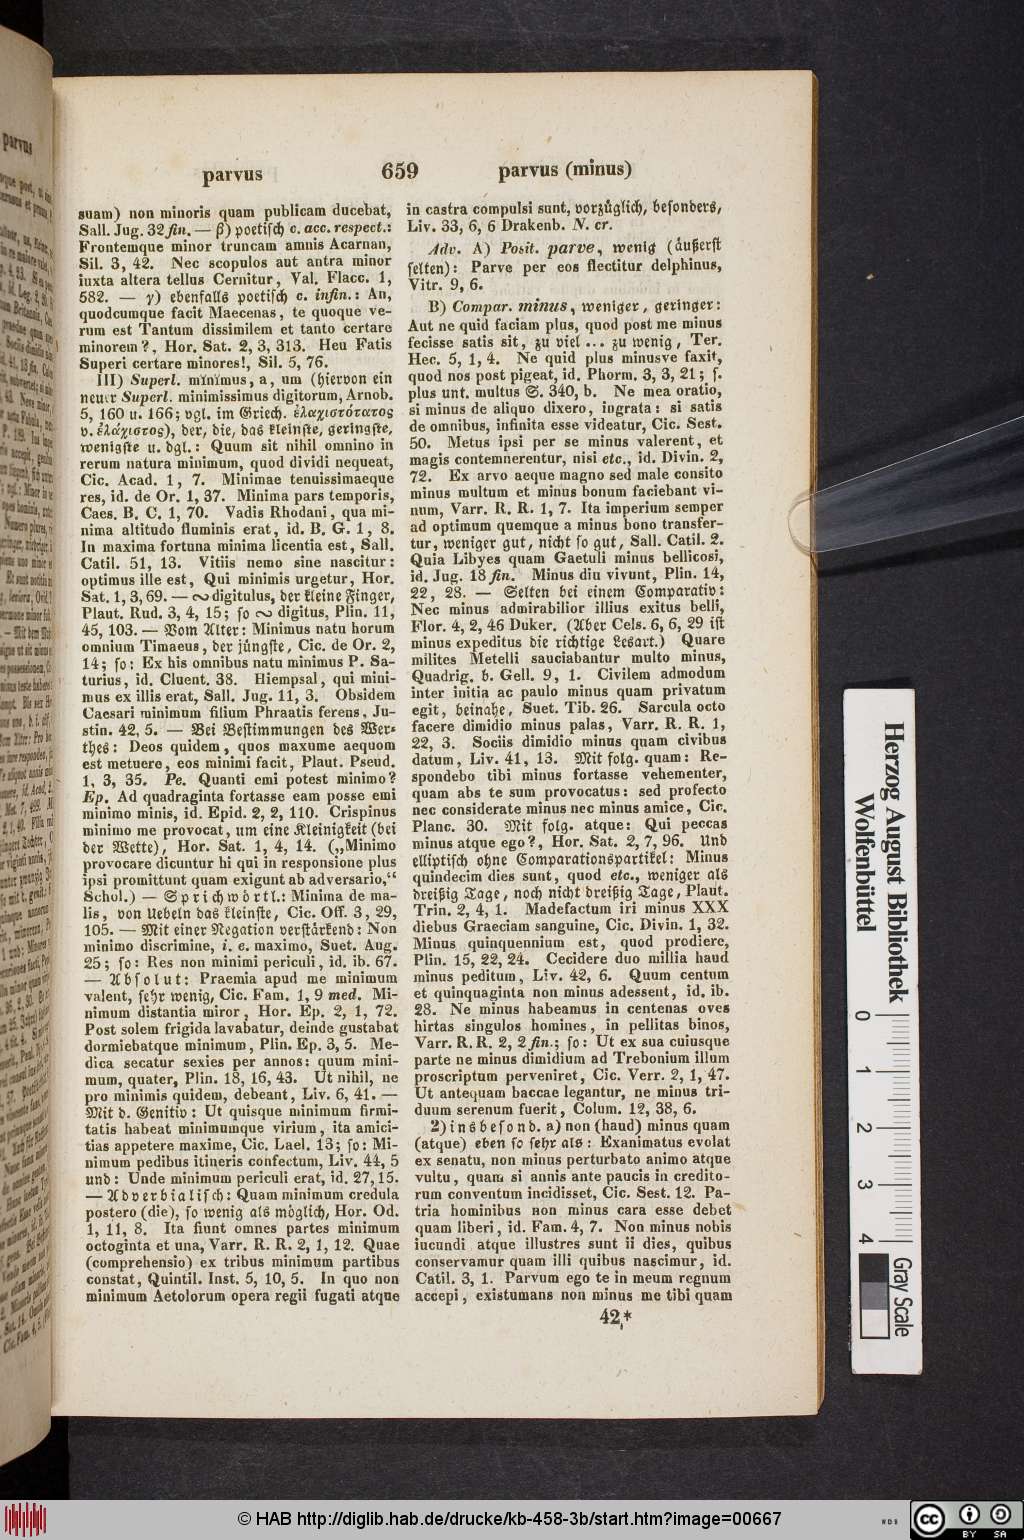 parvus
659
parvus (minus)
suam) non minoris quam publicam ducebat,
Sall. Jug. 32 fin. — β) poetisch c. acc. respect.:
Frontemque minor truncam amnis Acarnan,
Sil. 3, 42. Nec scopulos aut antra minor
iuxta altera tellus Cernitur, Val. Flacc. 1,
582. — γ) ebenfalls poetisch c. infin.: An,
quodcumque facit Maecenas, te quoque ve-
rum est Tantum dissimilem et tanto certare
minorem?, Hor. Sat. 2, 3, 313. Heu Fatis
Superi certare minores!, Sil. 5, 76.
III) Superl. minimus, a, um (hiervon ein
neuer Superl. minimissimus digitorum, Arnob.
5, 160 u. 166; vgl. im Griech. ἐλαχιστότατος
v. ἐλάχιστος), der, die, das kleinste, geringste,
wenigste u. dgl.: Quum sit nihil omnino in
rerum natura minimum, quod dividi nequeat,
Cic. Acad. 1, 7. Minimae tenuissimaeque
res, id. de Or. 1, 37. Minima pars temporis,
Caes. B. C. 1, 70. Vadis Rhodani, qua mi-
nima altitudo fluminis erat, id. B. G. 1, 8.
In maxima fortuna minima licentia est, Sall.
Catil. 51, 13. Vitiis nemo sine nascitur:
optimus ille est, Qui minimis urgetur, Hor.
Sat. 1, 3, 69. — ∾ digitulus, der kleine Finger,
Plaut. Rud. 3, 4, 15; so ∾ digitus, Plin. 11,
45, 103. — Vom Alter: Minimus natu horum
omnium Timaeus, der jüngste, Cic. de Or. 2,
14; so: Ex his omnibus natu minimus P. Sa-
turius, id. Cluent. 38. Hiempsal, qui mini-
mus ex illis erat, Sall. Jug. 11, 3. Obsidem
Caesari minimum filium Phraatis ferens, Ju-
stin. 42, 5. — Bei Bestimmungen des Wer-
thes: Deos quidem, quos maxume aequom
est metuere, eos minimi facit, Plaut. Pseud.
1, 3, 35. Pe. Quanti emi potest minimo?
Ep. Ad quadraginta fortasse eam posse emi
minimo minis, id. Epid. 2, 2, 110. Crispinus
minimo me provocat, um eine Kleinigkeit (bei
der Wette), Hor. Sat. 1, 4, 14. („Minimo
provocare dicuntur hi qui in responsione plus
ipsi promittunt quam exigunt ab adversario,“
Schol.) — Sprichwörtl.: Minima de ma-
lis, von Uebeln das kleinste, Cic. Off. 3, 29,
105. — Mit einer Negation verstärkend: Non
minimo discrimine, i. e. maximo, Suet. Aug.
25; so: Res non minimi periculi, id. ib. 67.
— Absolut: Praemia apud me minimum
valent, sehr wenig, Cic. Fam. 1, 9 med. Mi-
nimum distantia miror, Hor. Ep. 2, 1, 72.
Post solem frigida lavabatur, deinde gustabat
dormiebatque minimum, Plin. Ep. 3, 5. Me-
dica secatur sexies per annos: quum mini-
mum, quater, Plin. 18, 16, 43. Ut nihil, ne
pro minimis quidem, debeant, Liv. 6, 41. —
Mit d. Genitiv: Ut quisque minimum firmi-
tatis habeat minimumque virium, ita amici-
tias appetere maxime, Cic. Lael. 13; so: Mi-
nimum pedibus itineris confectum, Liv. 44, 5
und: Unde minimum periculi erat, id. 27, 15.
— Adverbialisch: Quam minimum credula
postero (die), so wenig als möglich, Hor. Od.
1, 11, 8. Ita fiunt omnes partes minimum
octoginta et una, Varr. R. R. 2, 1, 12. Quae
(comprehensio) ex tribus minimum partibus
constat, Quintil. Inst. 5, 10, 5. In quo non
minimum Aetolorum opera regii fugati atque
in castra compulsi sunt, vorzüglich, besonders,
Liv. 33, 6, 6 Drakenb. N. cr.
Adv. A) Posit. parve, wenig (äußerst
selten): Parve per eos flectitur delphinus,
Vitr. 9, 6.
B) Compar. minus, weniger, geringer:
Aut ne quid faciam plus, quod post me minus
fecisse satis sit, zu viel ... zu wenig, Ter.
Hec. 5, 1, 4. Ne quid plus minusve faxit,
quod nos post pigeat, id. Phorm. 3, 3, 21; s.
plus unt. multus S. 340, b. Ne mea oratio,
si minus de aliquo dixero, ingrata: si satis
de omnibus, infinita esse videatur, Cic. Sest.
50. Metus ipsi per se minus valerent, et
magis contemnerentur, nisi etc., id. Divin. 2,
72. Ex arvo aeque magno sed male consito
minus multum et minus bonum faciebant vi-
num, Varr. R. R. 1, 7. Ita imperium semper
ad optimum quemque a minus bono transfer-
tur, weniger gut, nicht so gut, Sall. Catil. 2.
Quia Libyes quam Gaetuli minus bellicosi,
id. Jug. 18 fin. Minus diu vivunt, Plin. 14,
22, 28. — Selten bei einem Comparativ:
Nec minus admirabilior illius exitus belli,
Flor. 4, 2, 46 Duker. (Aber Cels. 6, 6, 29 ist
minus expeditus die richtige Lesart.) Quare
milites Metelli sauciabantur multo minus,
Quadrig. b. Gell. 9, 1. Civilem admodum
inter initia ac paulo minus quam privatum
egit, beinahe, Suet. Tib. 26. Sarcula octo
facere dimidio minus palas, Varr. R. R. 1,
22, 3. Sociis dimidio minus quam civibus
datum, Liv. 41, 13. Mit folg. quam: Re-
spondebo tibi minus fortasse vehementer,
quam abs te sum provocatus: sed profecto
nec considerate minus nec minus amice, Cic.
Planc. 30. Mit folg. atque: Qui peccas
minus atque ego?, Hor. Sat. 2, 7, 96. Und
elliptisch ohne Comparationspartikel: Minus
quindecim dies sunt, quod etc., weniger als
dreißig Tage, noch nicht dreißig Tage, Plaut.
Trin. 2, 4, 1. Madefactum iri minus XXX
diebus Graeciam sanguine, Cic. Divin. 1, 32.
Minus quinquennium est, quod prodiere,
Plin. 15, 22, 24. Cecidere duo millia haud
minus peditum, Liv. 42, 6. Quum centum
et quinquaginta non minus adessent, id. ib.
28. Ne minus habeamus in centenas oves
hirtas singulos homines, in pellitas binos,
Varr. R. R. 2, 2 fin.; so: Ut ex sua cuiusque
parte ne minus dimidium ad Trebonium illum
proscriptum perveniret, Cic. Verr. 2, 1, 47.
Ut antequam baccae legantur, ne minus tri-
duum serenum fuerit, Colum. 12, 38, 6.
2) insbesond. a) non (haud) minus quam
(atque) eben so sehr als: Exanimatus evolat
ex senatu, non minus perturbato animo atque
vultu, quam si annis ante paucis in credito-
rum conventum incidisset, Cic. Sest. 12. Pa-
tria hominibus non minus cara esse debet
quam liberi, id. Fam. 4, 7. Non minus nobis
iucundi atque illustres sunt ii dies, quibus
conservamur quam illi quibus nascimur, id.
Catil. 3, 1. Parvum ego te in meum regnum
accepi, existumans non minus me tibi quam
42*
parvus
Herzog August Bibliothek
Wolfenbüttel
0 1 2 3 4
Gray Scale
© HAB http://diglib.hab.de/drucke/kb-458-3b/start.htm?image=00667
WDB
cc BY SA